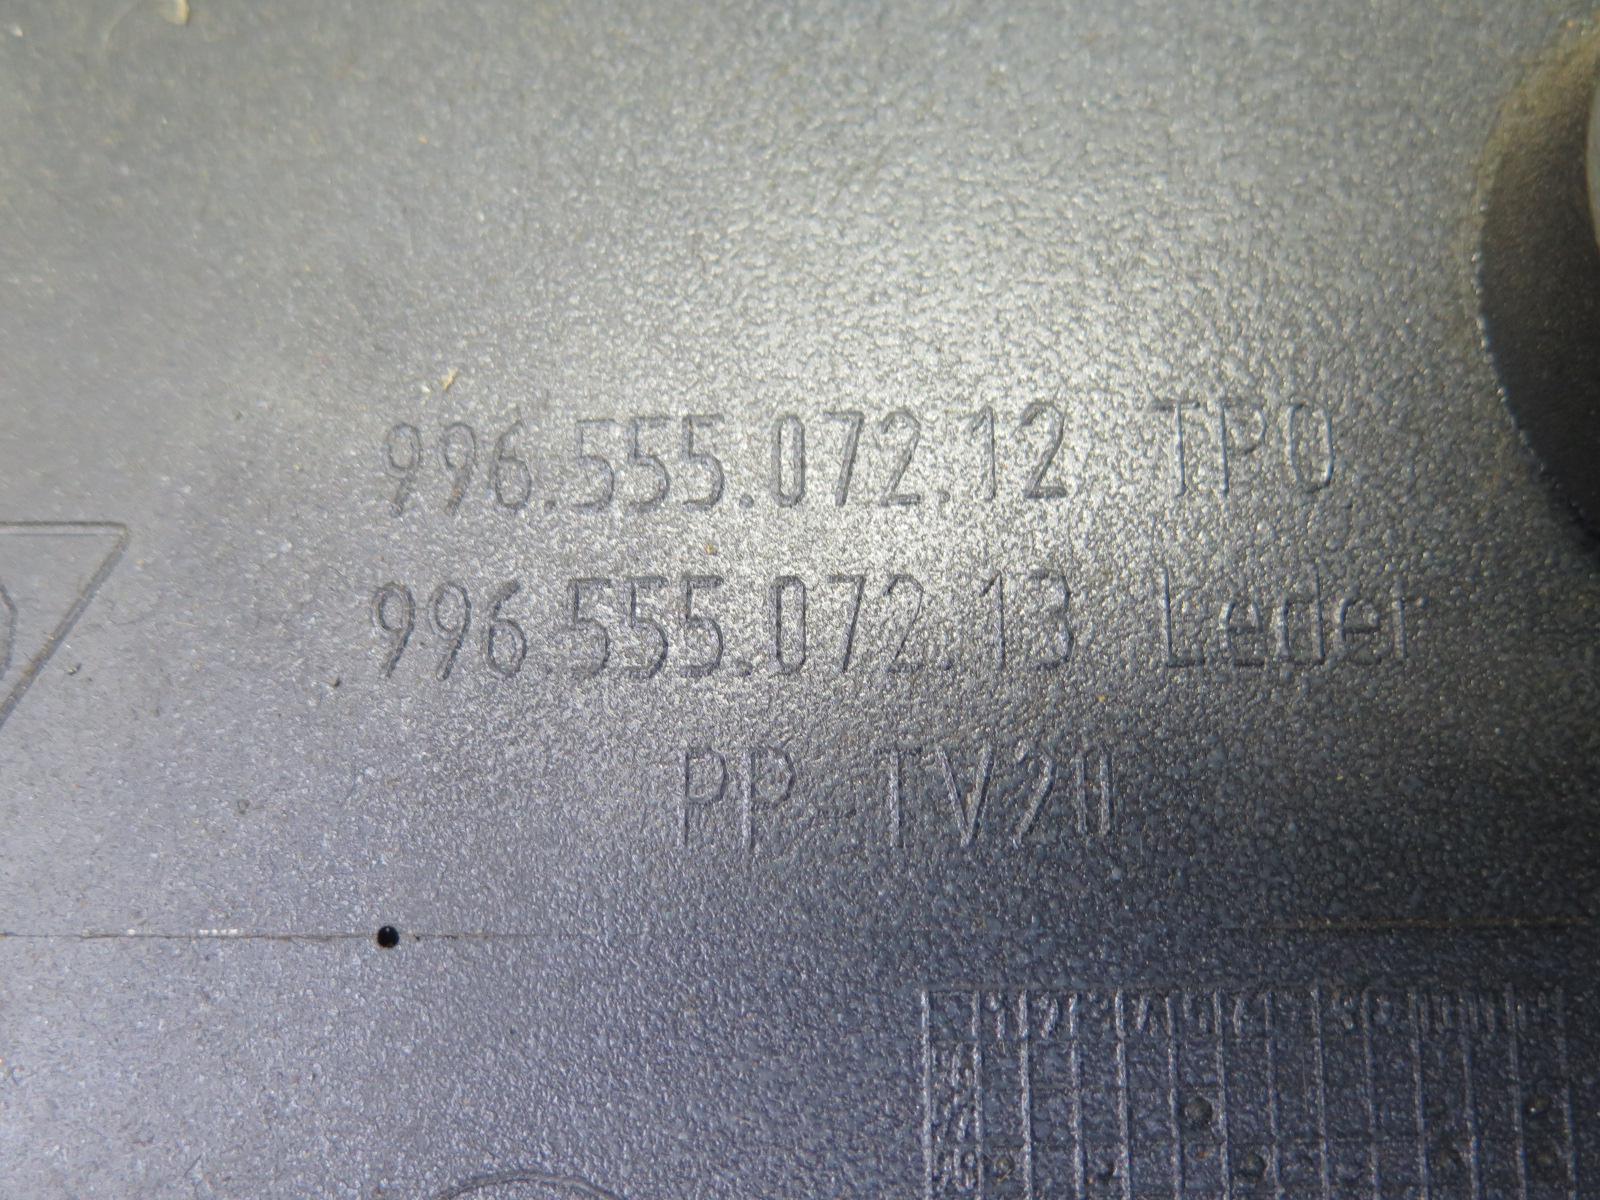 996.555.072.12 TPO
996.555.072.13 Leder
PP TV20